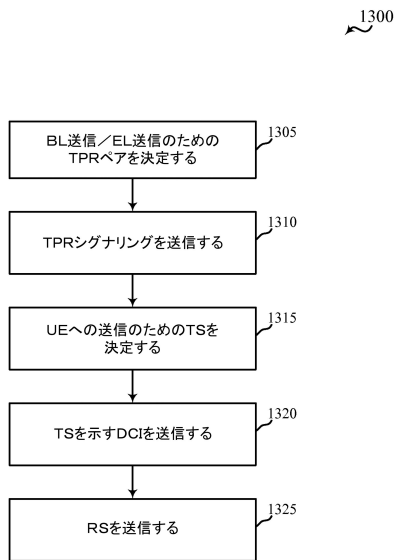 1300
BL送信／EL送信のための
TPRペアを決定する
1305
TPRシグナリングを送信する
1310
UEへの送信のためのTSを
決定する
1315
TSを示すDCIを送信する
1320
RSを送信する
1325